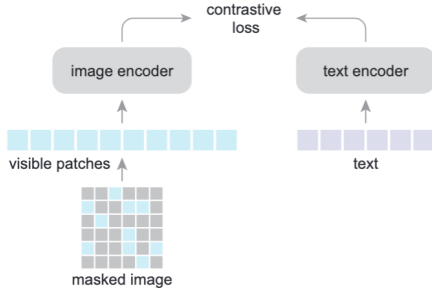 contrastive
loss
image encoder
text encoder
visible patches
text
masked image